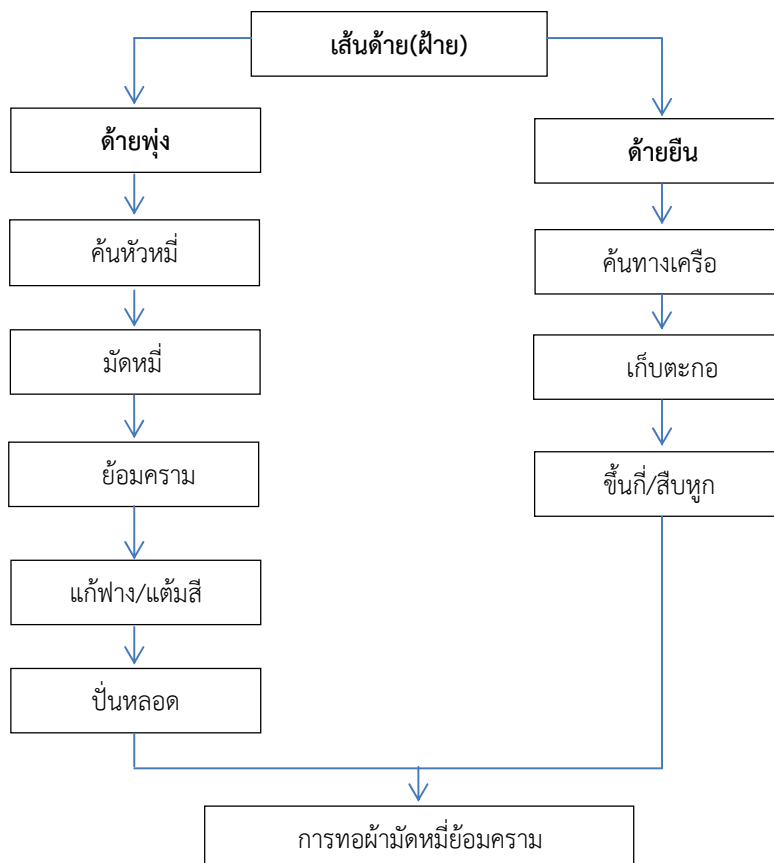 เส้นด้าย(ฝ้าย)
ด้ายพุ่ง
ค้นหัวหมี่
มัดหมี่
ย้อมคราม
แก้ฟาง/แต้มสี
ปั่นหลอด
ด้ายยืน
ค้นทางเครือ
เก็บตะกอ
ขึ้นกี่/สืบหูก
การทอผ้ามัดหมี่ย้อมคราม